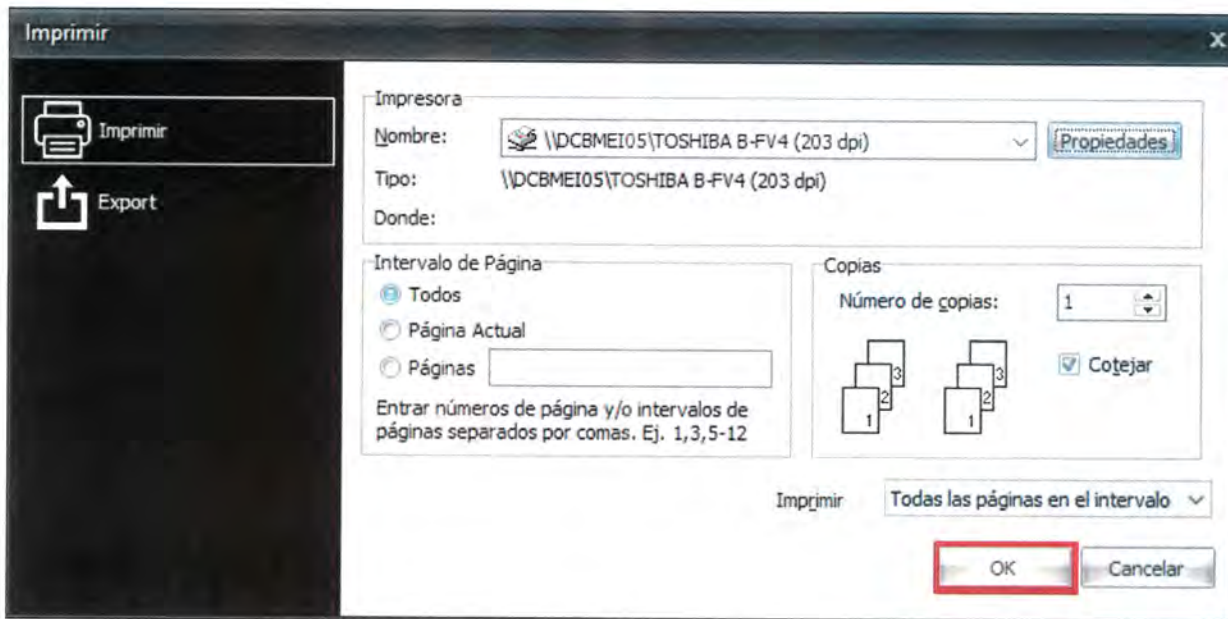 Imprimir
x
Imprimir
Export
Impresora
Nombre:
\\DCBMEI05\TOSHIBA B-FV4 (203 dpi)
Propiedades
Tipo:
\\DCBMEI05\TOSHIBA B-FV4 (203 dpi)
Donde:
Intervalo de Página
Todos
Página Actual
Páginas
Entrar números de página y/o intervalos de
páginas separados por comas. Ej. 1,3,5-12
Copias
Número de copias:
1
3
2
1
3
2
1
Cotejar
Imprimir
Todas las páginas en el intervalo
OK
Cancelar